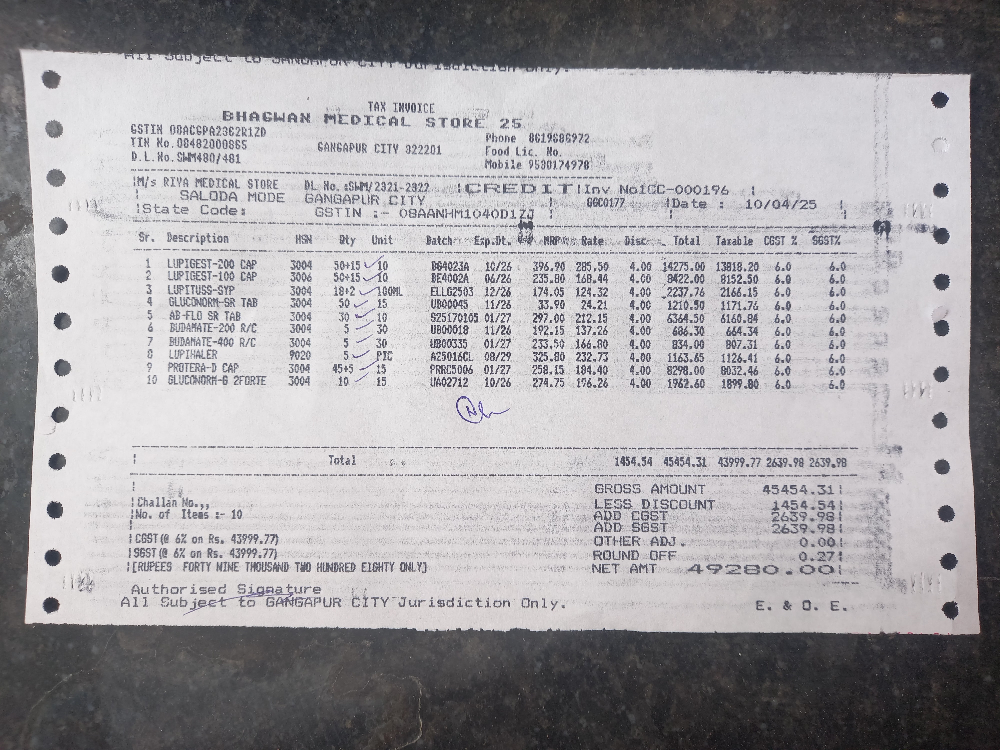 All Subject to GANGAPUR CITY Jurisdiction Only.
TAX INVOICE
BHAGWAN MEDICAL STORE 25
GSTIN 08ACGPA2362R1ZD
TIN No.08482000865
D.L.No.SWM480/481
GANGAPUR CITY 322201
Phone 8619686972
Food Lic. No.
Mobile 9530174978
M/s RIYA MEDICAL STORE DL No.:SWM/2321-2322 CREDIT Inv No:CC-000196
SALODA MODE GANGAPUR CITY GGC0177 Date : 10/04/25
State Code: GSTIN :- 08AANHM1040D1ZJ
Sr. Description HSN Qty Unit Batch Exp.Dt. MRP Rate Disc Total Taxable CGST % SGST%
1 LUPIGEST-200 CAP 3004 50+15 10 D64023A 10/26 396.90 285.50 4.00 14275.00 13818.20 6.0 6.0
2 LUPIGEST-100 CAP 3006 50+15 10 BE4002A 06/26 235.80 168.44 4.00 8422.00 8152.50 6.0 6.0
3 LUPITUSS-SYP 3004 18+2 100ML ELL62503 12/26 174.05 124.32 4.00 2237.76 2166.15 6.0 6.0
4 GLUCONORM-SR TAB 3004 50 15 UB00045 11/26 33.90 24.21 4.00 1210.50 1171.76 6.0 6.0
5 AB-FLO SR TAB 3004 30 10 S25170105 01/27 297.00 212.15 4.00 6364.50 6160.84 6.0 6.0
6 BUDAMATE-200 R/C 3004 5 30 UB00018 11/26 192.15 137.26 4.00 686.30 664.34 6.0 6.0
7 BUDAMATE-400 R/C 3004 5 30 UB00335 01/27 233.50 166.80 4.00 834.00 807.31 6.0 6.0
8 LUPIHALER 9020 5 PIC A25016CL 08/29 325.80 232.73 4.00 1163.65 1126.41 6.0 6.0
9 PROTERA-D CAP 3004 45+5 15 PRRC5006 01/27 258.15 184.40 4.00 8298.00 8032.46 6.0 6.0
10 GLUCONORM-G 2FORTE 3004 10 15 UA02712 10/26 274.75 196.26 4.00 1962.60 1899.80 6.0 6.0
Total 1454.54 45454.31 43999.77 2639.98 2639.98
Challan No.,,
No. of Items :- 10
CGST(@ 6% on Rs. 43999.77)
SGST(@ 6% on Rs. 43999.77)
[RUPEES FORTY NINE THOUSAND TWO HUNDRED EIGHTY ONLY]
GROSS AMOUNT 45454.31
LESS DISCOUNT 1454.54
ADD CGST 2639.98
ADD SGST 2639.98
OTHER ADJ. 0.00
ROUND OFF 0.27
NET AMT 49280.00
Authorised Signature
All Subject to GANGAPUR CITY Jurisdiction Only.
E. & O. E.